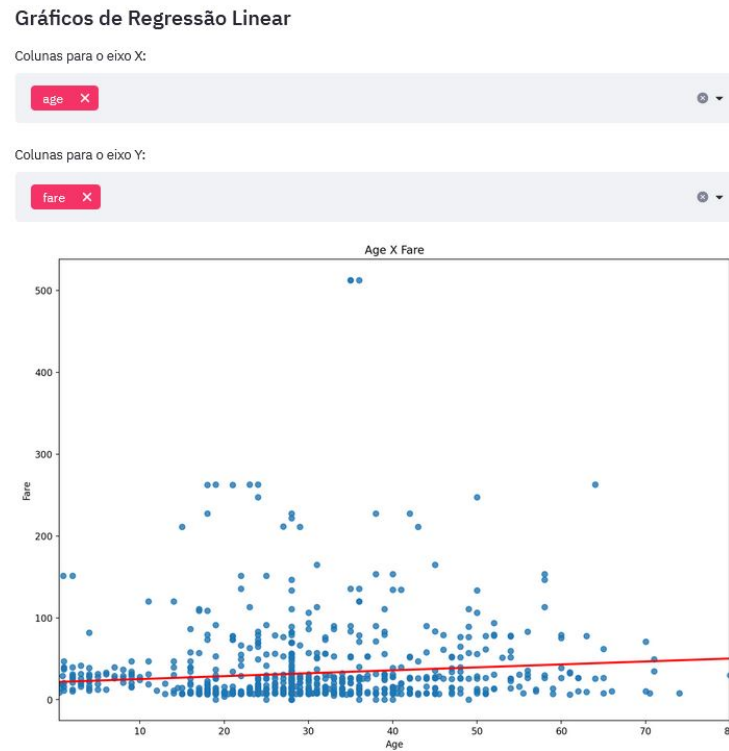 Gráficos de Regressão Linear
Colunas para o eixo X:
age
Colunas para o eixo Y:
fare
Age X Fare
500
400
300
200
100
0
Fare
10 20 30 40 50 60 70 80
Age